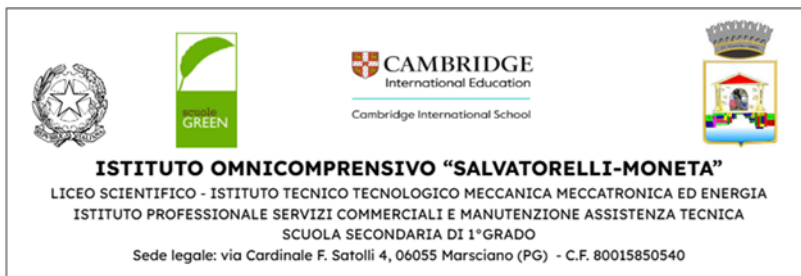 REPVBBLICA ITALIANA
scuole
GREEN
CAMBRIDGE
International Education
Cambridge International School
ISTITUTO OMNICOMPRENSIVO “SALVATORELLI-MONETA”
LICEO SCIENTIFICO - ISTITUTO TECNICO TECNOLOGICO MECCANICA MECCATRONICA ED ENERGIA
ISTITUTO PROFESSIONALE SERVIZI COMMERCIALI E MANUTENZIONE ASSISTENZA TECNICA
SCUOLA SECONDARIA DI 1°GRADO
Sede legale: via Cardinale F. Satolli 4, 06055 Marsciano (PG) - C.F. 80015850540